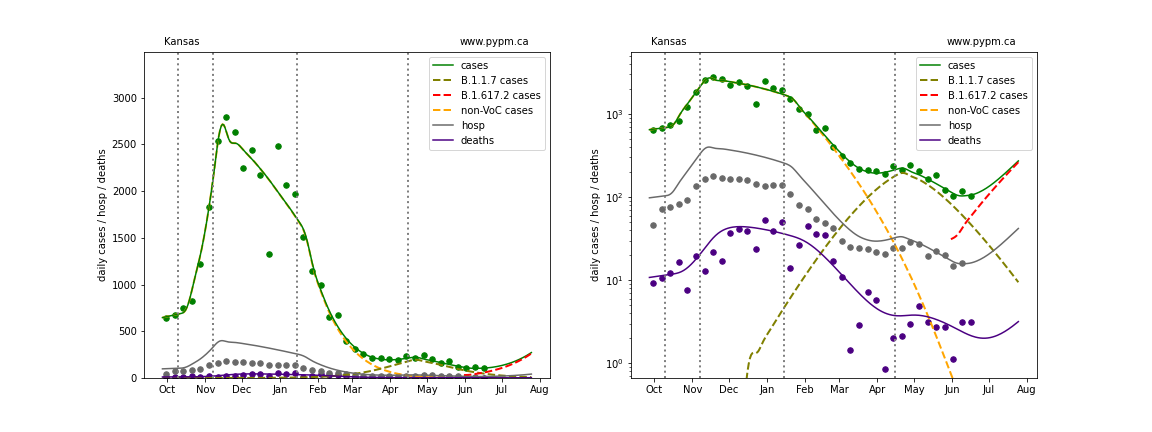 Kansas
www.pypm.ca
daily cases / hosp / deaths
3000
2500
2000
1500
1000
500
0
Oct Nov Dec Jan Feb Mar Apr May Jun Jul Aug
cases
B.1.1.7 cases
B.1.617.2 cases
non-VoC cases
hosp
deaths
Kansas
www.pypm.ca
daily cases / hosp / deaths
10³
10²
10¹
10⁰
Oct Nov Dec Jan Feb Mar Apr May Jun Jul Aug
cases
B.1.1.7 cases
B.1.617.2 cases
non-VoC cases
hosp
deaths